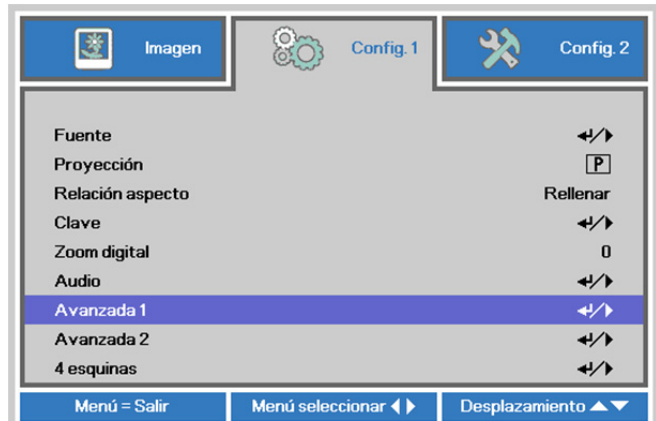 Imagen
Config. 1
Config. 2
Fuente
Proyección P
Relación aspecto Rellenar
Clave
Zoom digital 0
Audio
Avanzada 1
Avanzada 2
4 esquinas
Menú = Salir
Menú seleccionar
Desplazamiento